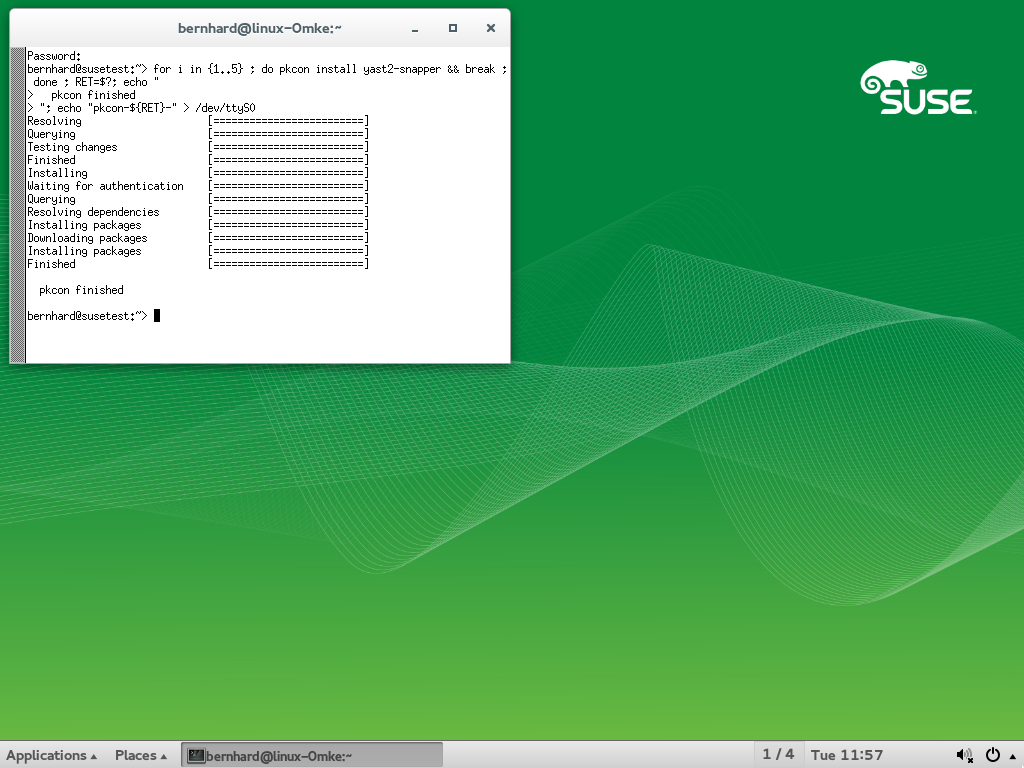 bernhard@linux-0mke:~
Password:
bernhard@susetest:~> for i in {1..5} ; do pkcon install yast2-snapper && break ;
done ; RET=$?; echo "
>   pkcon finished
> "; echo "pkcon-${RET}-" > /dev/ttyS0
Resolving [=========================]
Querying [=========================]
Testing changes [=========================]
Finished [=========================]
Installing [=========================]
Waiting for authentication [=========================]
Querying [=========================]
Resolving dependencies [=========================]
Installing packages [=========================]
Downloading packages [=========================]
Installing packages [=========================]
Finished [=========================]
pkcon finished
bernhard@susetest:~>
SUSE
Applications
Places
bernhard@linux-0mke:~
1 / 4
Tue 11:57